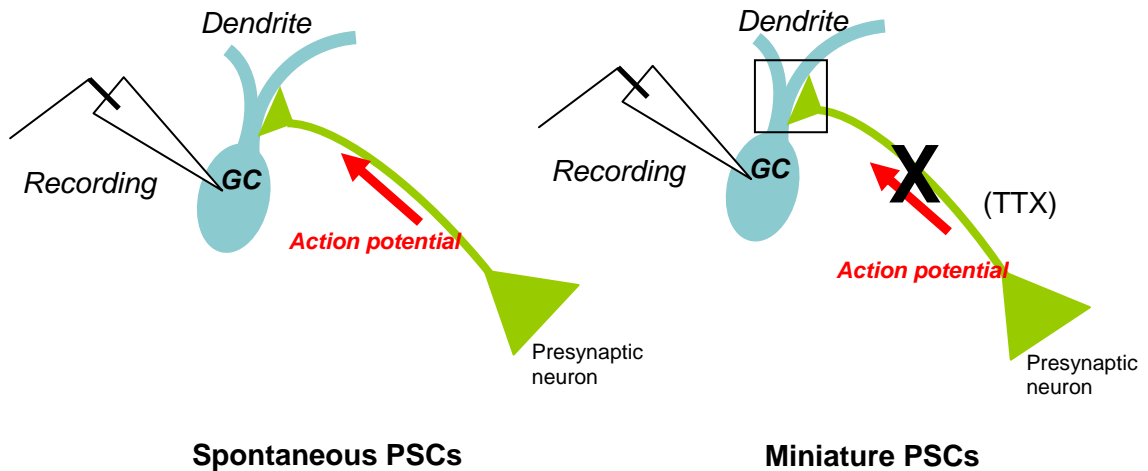 Dendrite
Recording
GC
Action potential
Presynaptic
neuron
Spontaneous PSCs
Dendrite
Recording
GC
X
(TTX)
Action potential
Presynaptic
neuron
Miniature PSCs